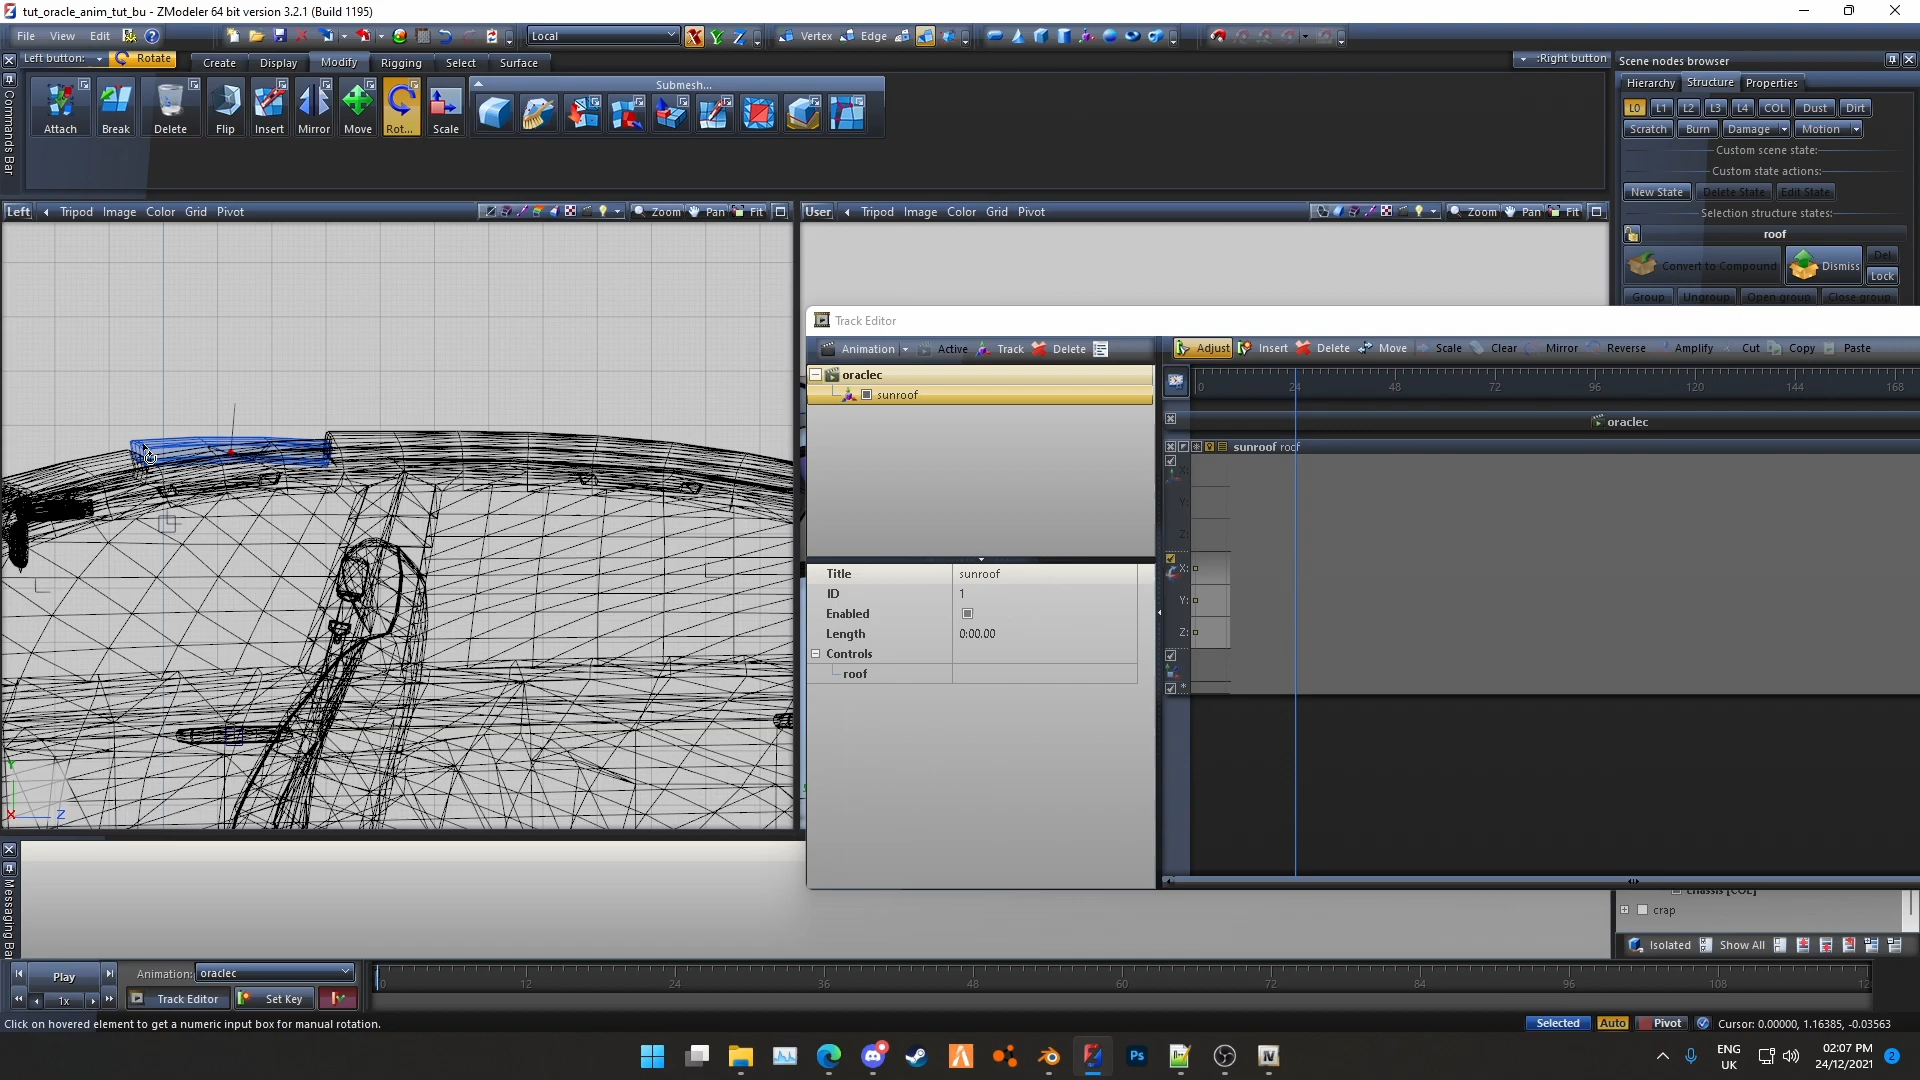 tut_oracle_anim_tut_bu - ZModeler 64 bit version 3.2.1 (Build 1195)
File View Edit
Local
X Y Z
Vertex Edge
Left button: Rotate
Create Display Modify Rigging Select Surface
:Right button
Scene nodes browser
Hierarchy Structure Properties
Submesh...
Attach Break Delete Flip Insert Mirror Move Rot... Scale
L0 L1 L2 L3 L4 COL Dust Dirt
Scratch Burn Damage Motion
Custom scene state:
Custom state actions:
New State Delete State Edit State
Selection structure states:
roof
Convert to Compound Dismiss Del
Lock
Group Ungroup Open group Close group
Commands Bar
Left Tripod Image Color Grid Pivot Zoom Pan Fit
User Tripod Image Color Grid Pivot Zoom Pan Fit
Track Editor
Animation Active Track Delete
Adjust Insert Delete Move Scale Clear Mirror Reverse Amplify Cut Copy Paste
oraclec
sunroof
0 24 48 72 96 120 144 168
oraclec
sunroof roof
X:
Y:
Z:
X:
Y:
Z:
Title sunroof
ID 1
Enabled
Length 0:00.00
Controls
roof
Y
X Z
chassis [COL]
crap
Isolated Show All
Messaging Ba
Play Animation: oraclec
1x Track Editor Set Key
0 12 24 36 48 60 72 84 96 108 12
Click on hovered element to get a numeric input box for manual rotation.
Selected Auto Pivot Cursor: 0.00000, 1.16385, -0.03563
Ps
IV
ENG
UK
02:07 PM
24/12/2021
2